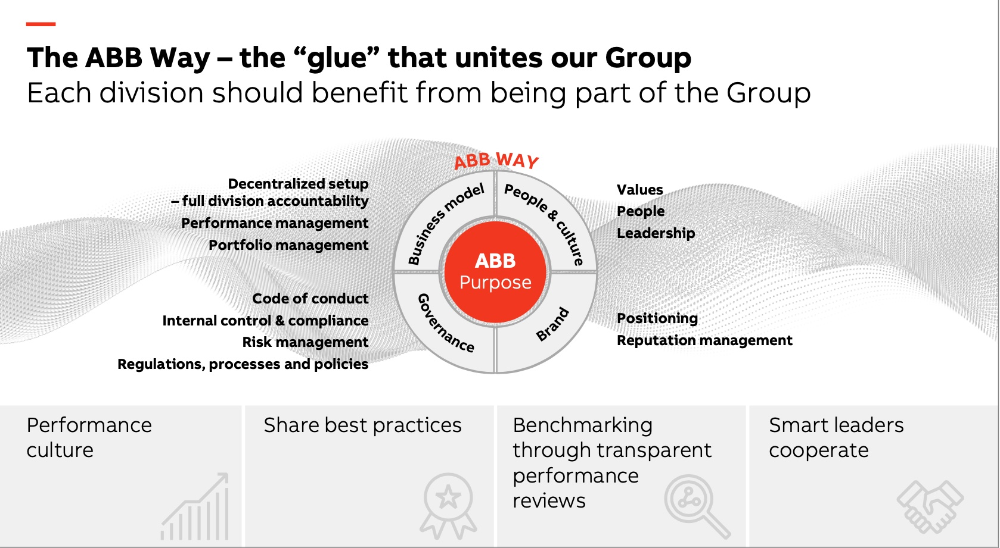 The ABB Way – the “glue” that unites our Group
Each division should benefit from being part of the Group
ABB WAY
Decentralized setup
– full division accountability
Performance management
Portfolio management
Business model
People & culture
Values
People
Leadership
ABB
Purpose
Code of conduct
Internal control & compliance
Risk management
Regulations, processes and policies
Governance
Brand
Positioning
Reputation management
Performance
culture
Share best practices
Benchmarking
through transparent
performance
reviews
Smart leaders
cooperate